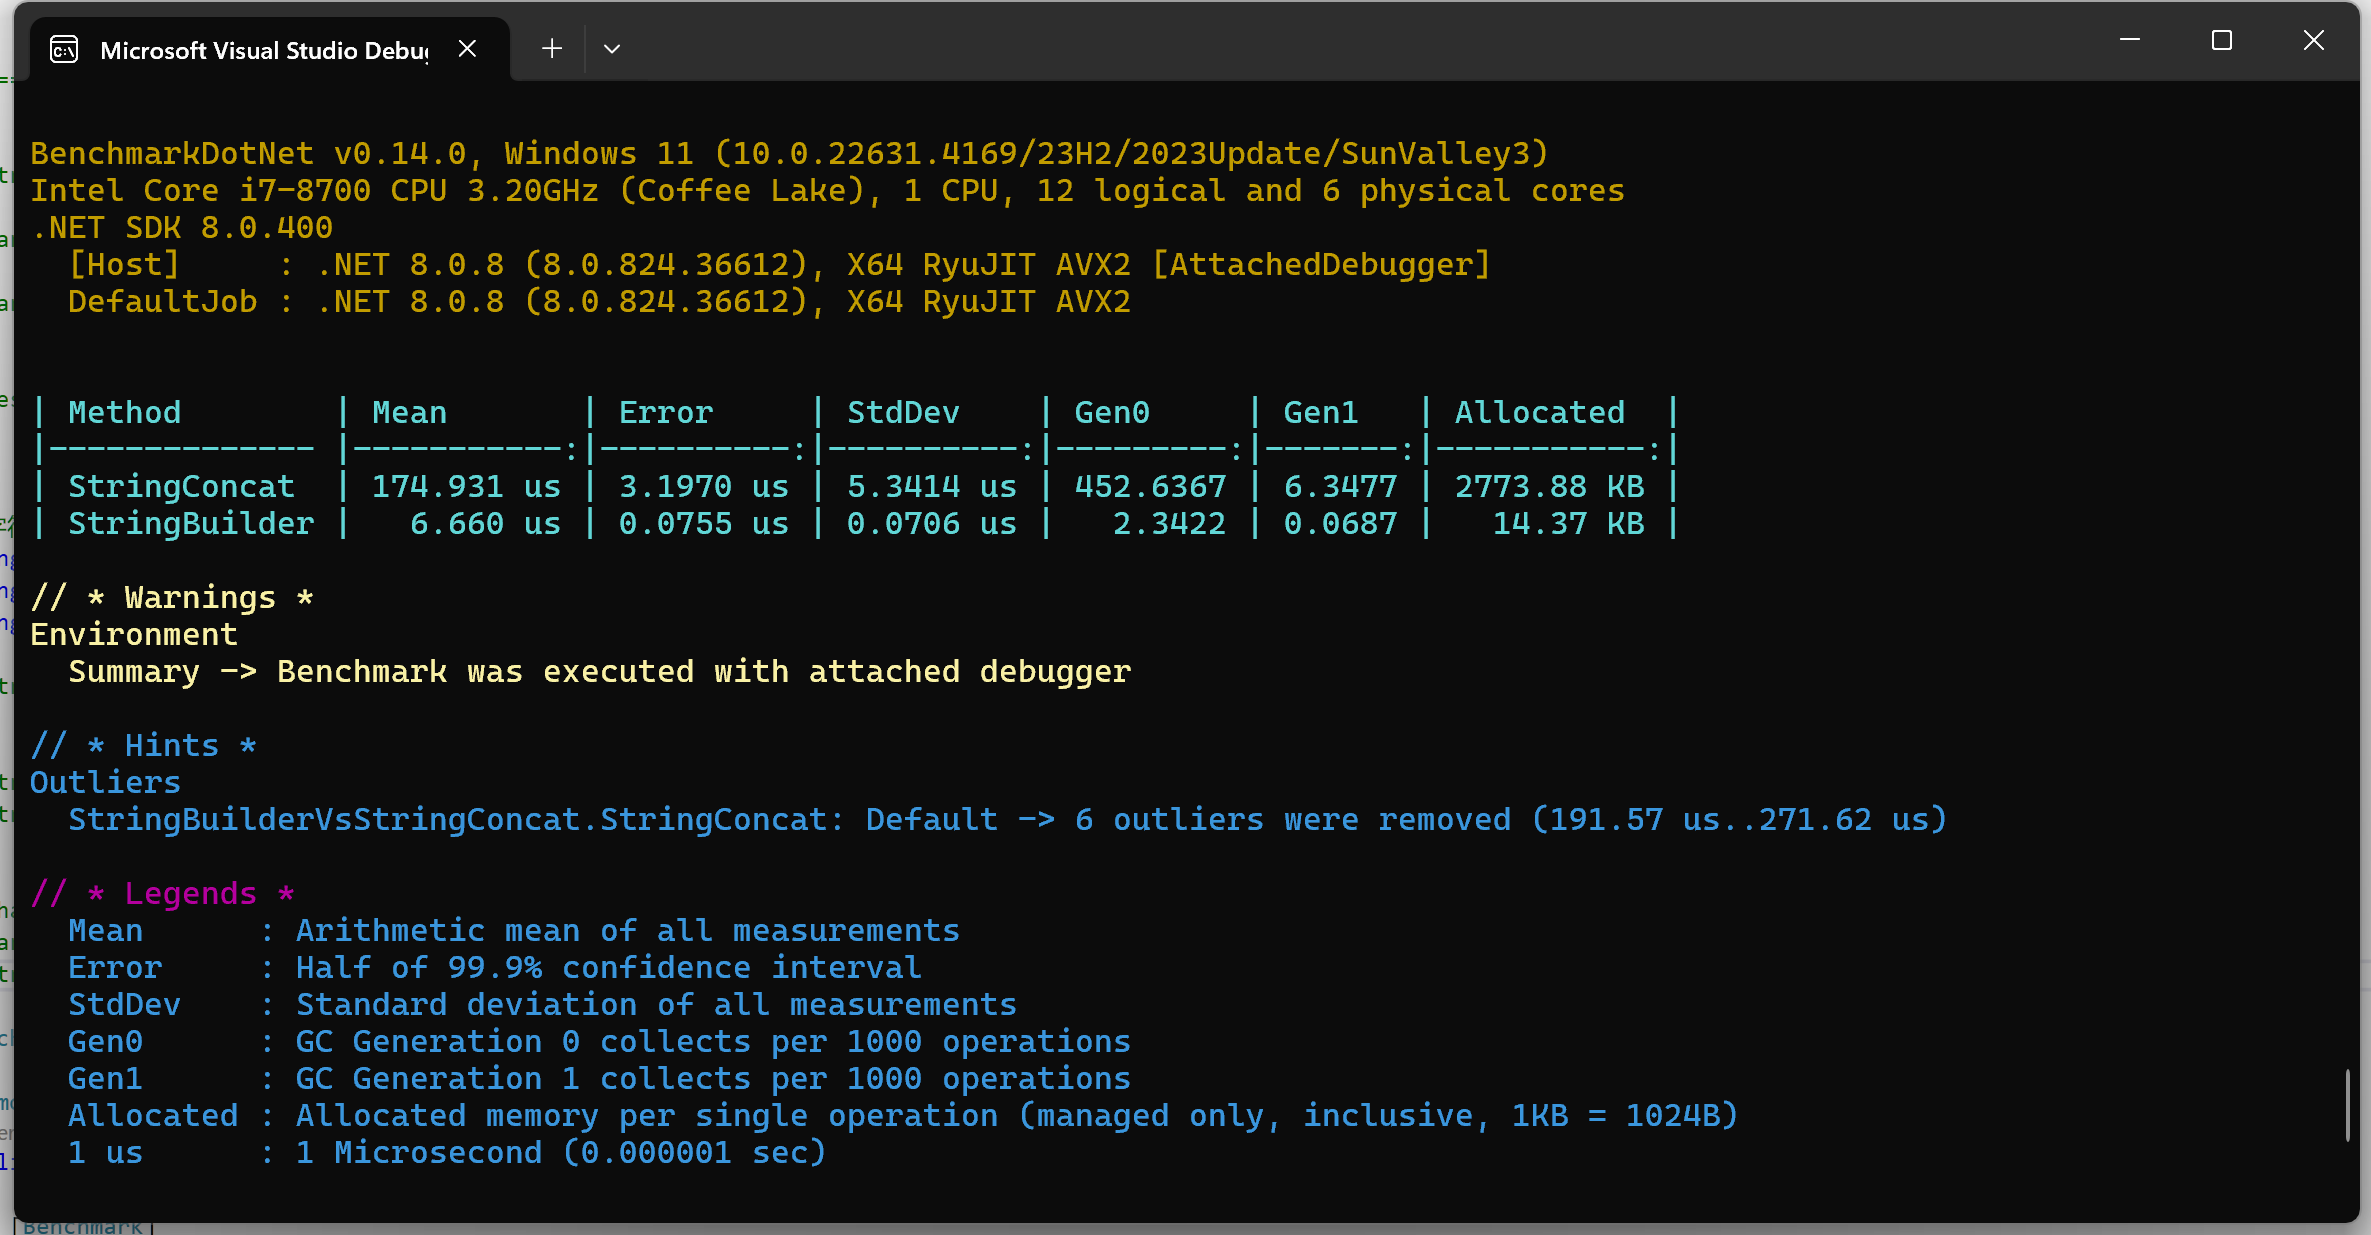 Microsoft Visual Studio Debu
BenchmarkDotNet v0.14.0, Windows 11 (10.0.22631.4169/23H2/2023Update/SunValley3)
Intel Core i7-8700 CPU 3.20GHz (Coffee Lake), 1 CPU, 12 logical and 6 physical cores
.NET SDK 8.0.400
  [Host]     : .NET 8.0.8 (8.0.824.36612), X64 RyuJIT AVX2 [AttachedDebugger]
  DefaultJob : .NET 8.0.8 (8.0.824.36612), X64 RyuJIT AVX2
| Method        | Mean       | Error     | StdDev    | Gen0     | Gen1   | Allocated  |
|-------------- |-----------:|----------:|----------:|---------:|-------:|-----------:|
| StringConcat  | 174.931 us | 3.1970 us | 5.3414 us | 452.6367 | 6.3477 | 2773.88 KB |
| StringBuilder |   6.660 us | 0.0755 us | 0.0706 us |   2.3422 | 0.0687 |   14.37 KB |
// * Warnings *
Environment
  Summary -> Benchmark was executed with attached debugger
// * Hints *
Outliers
  StringBuilderVsStringConcat.StringConcat: Default -> 6 outliers were removed (191.57 us..271.62 us)
// * Legends *
  Mean      : Arithmetic mean of all measurements
  Error     : Half of 99.9% confidence interval
  StdDev    : Standard deviation of all measurements
  Gen0      : GC Generation 0 collects per 1000 operations
  Gen1      : GC Generation 1 collects per 1000 operations
  Allocated : Allocated memory per single operation (managed only, inclusive, 1KB = 1024B)
  1 us      : 1 Microsecond (0.000001 sec)
Benchmark